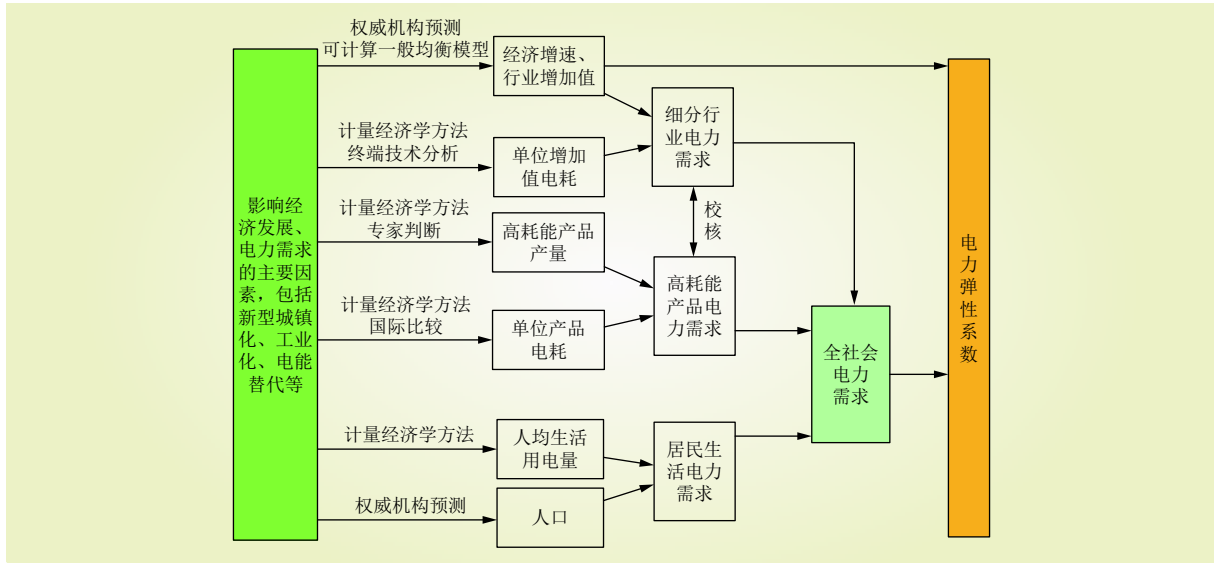 权威机构预测
可计算一般均衡模型
经济增速、
行业增加值
计量经济学方法
终端技术分析
单位增加
值电耗
细分行
业电力
需求
影响经
济发展、
电力需求
的主要因
素，包括
新型城镇
化、工业
化、电能
替代等
计量经济学方法
专家判断
高耗能产品
产量
校
核
计量经济学方法
国际比较
单位产品
电耗
高耗能
产品电
力需求
全社会
电力
需求
电
力
弹
性
系
数
计量经济学方法
人均生活
用电量
居民生
活电力
需求
权威机构预测
人口